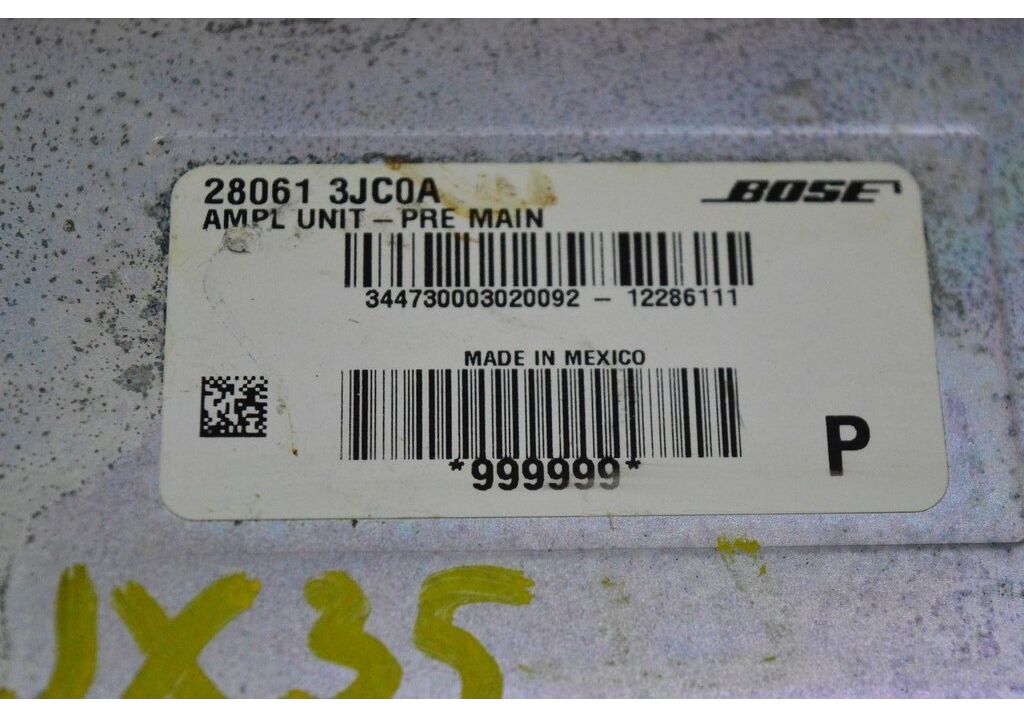 28061 3JC0A
BOSE
AMPL UNIT – PRE MAIN
344730003020092 – 12286111
MADE IN MEXICO
*999999*
P
JX35